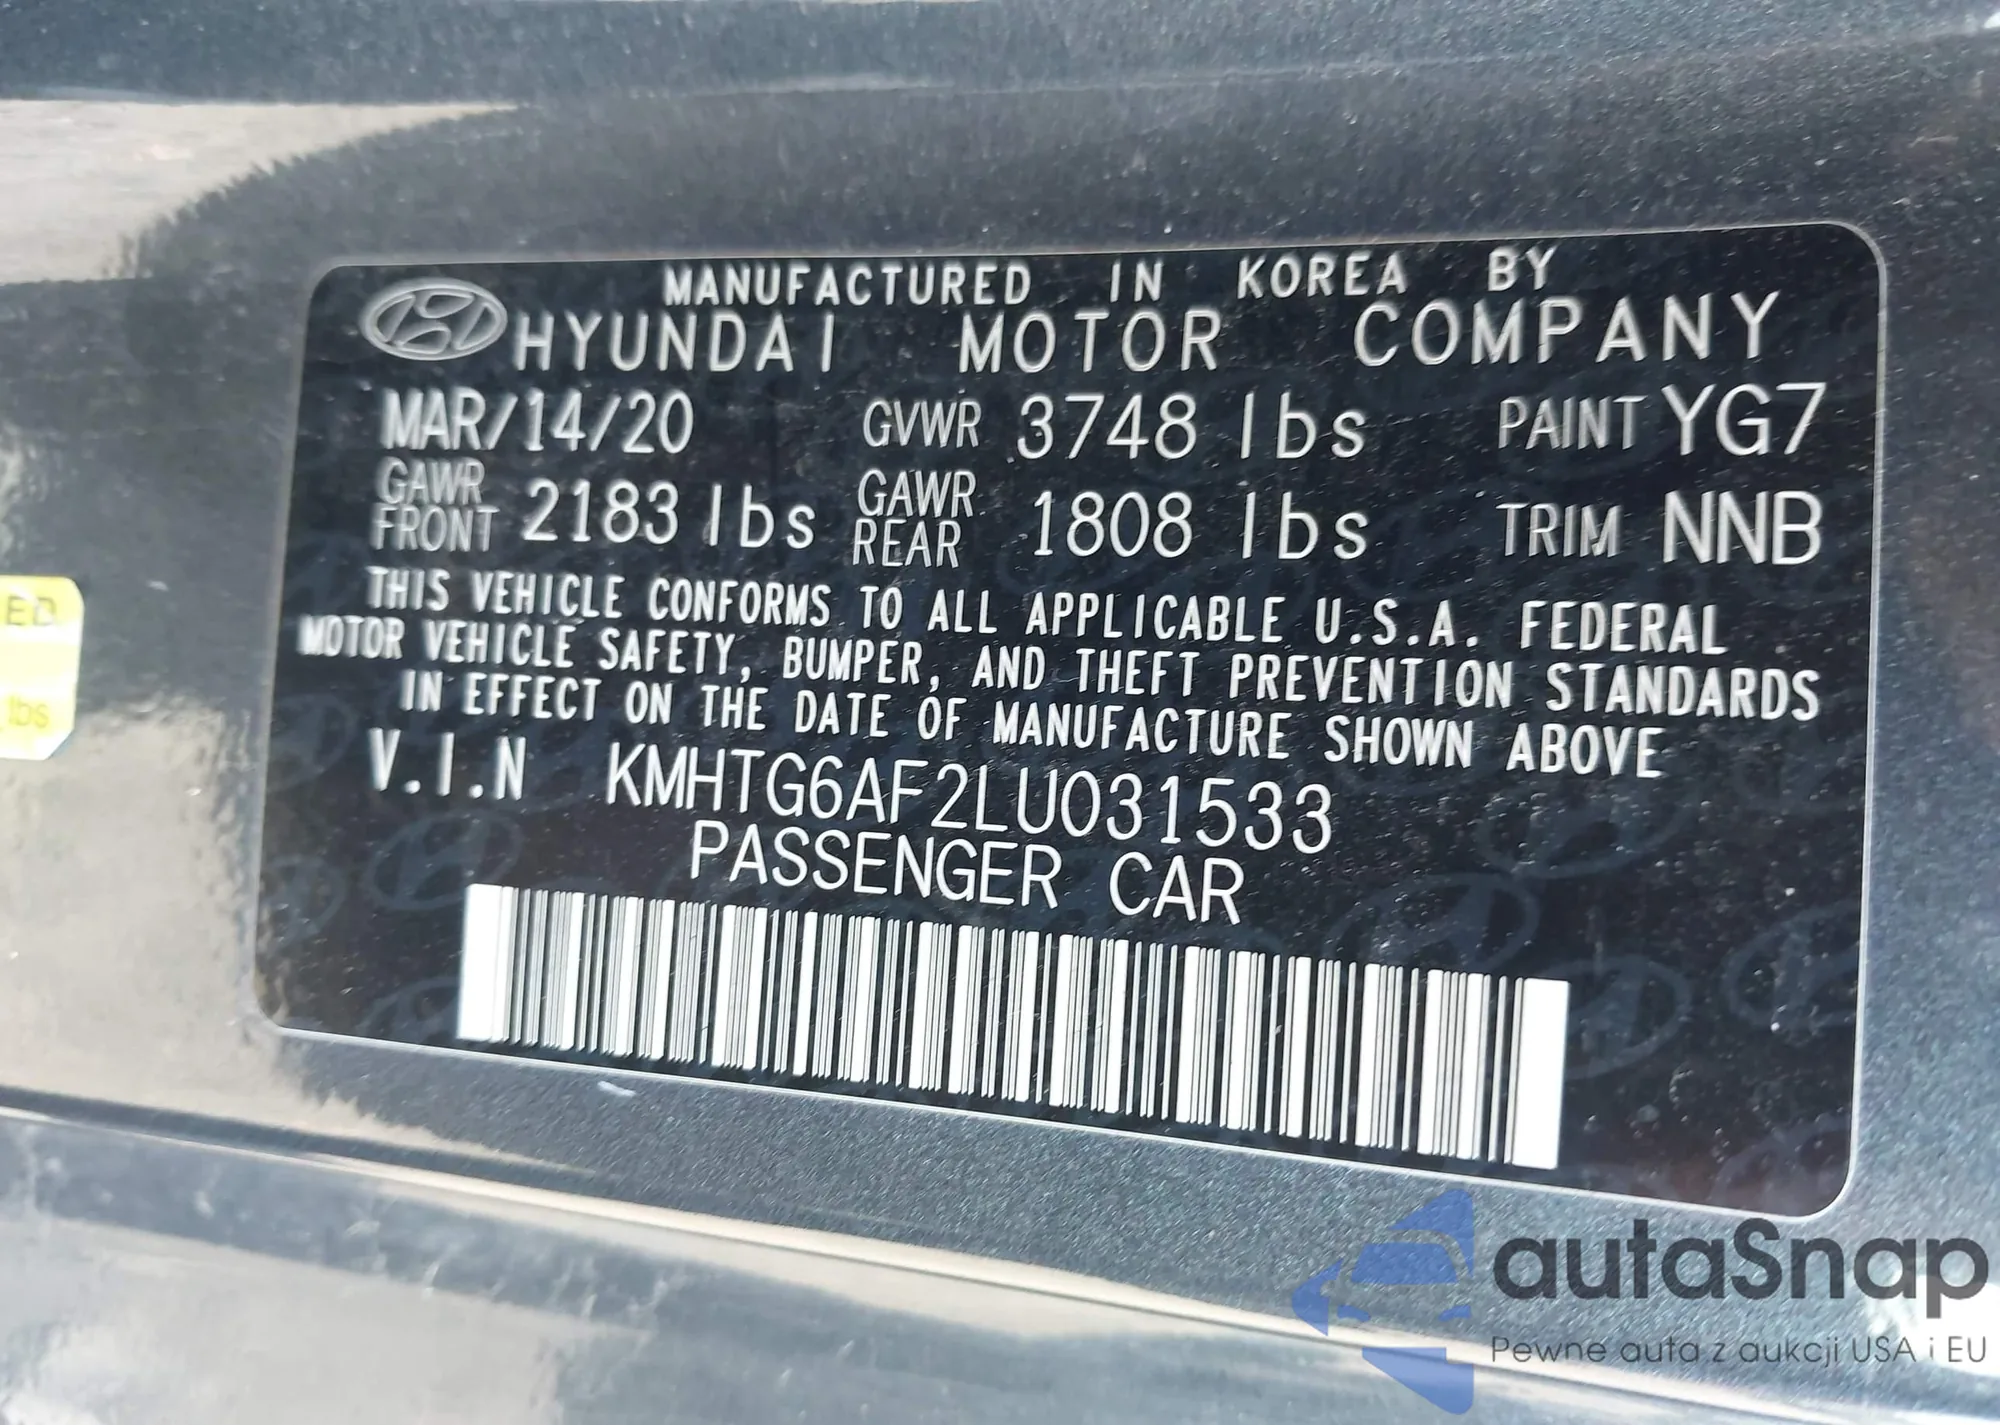 MANUFACTURED IN KOREA BY
HYUNDAI MOTOR COMPANY
MAR/14/20 GVWR 3748 lbs PAINT YG7
GAWR FRONT 2183 lbs GAWR REAR 1808 lbs TRIM NNB
THIS VEHICLE CONFORMS TO ALL APPLICABLE U.S.A. FEDERAL
MOTOR VEHICLE SAFETY, BUMPER, AND THEFT PREVENTION STANDARDS
IN EFFECT ON THE DATE OF MANUFACTURE SHOWN ABOVE
V.I.N KMHTG6AF2LU031533
PASSENGER CAR
ED
lbs
autaSnap
Pewne auta z aukcji USA i EU